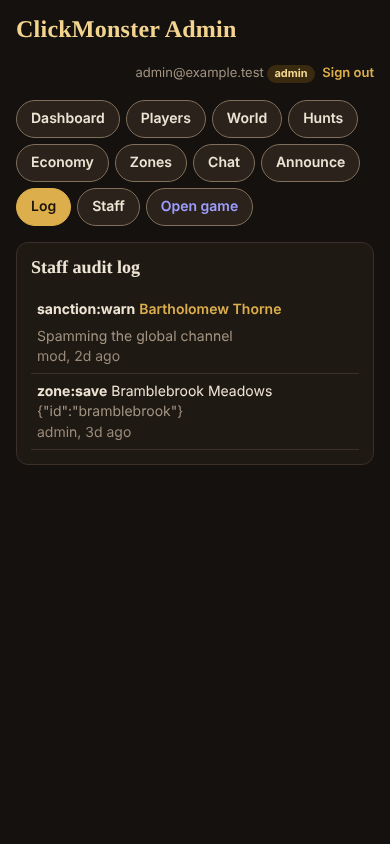 ClickMonster Admin
admin@example.test admin Sign out
Dashboard Players World Hunts
Economy Zones Chat Announce
Log Staff Open game
Staff audit log
sanction:warn Bartholomew Thorne
Spamming the global channel
mod, 2d ago
zone:save Bramblebrook Meadows
{"id":"bramblebrook"}
admin, 3d ago